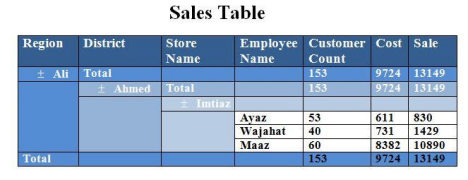 Sales Table
Region District Store Name Employee Name Customer Count Cost Sale
± Ali Total 153 9724 13149
± Ahmed Total 153 9724 13149
± Imtiaz
Ayaz 53 611 830
Wajahat 40 731 1429
Maaz 60 8382 10890
Total 153 9724 13149